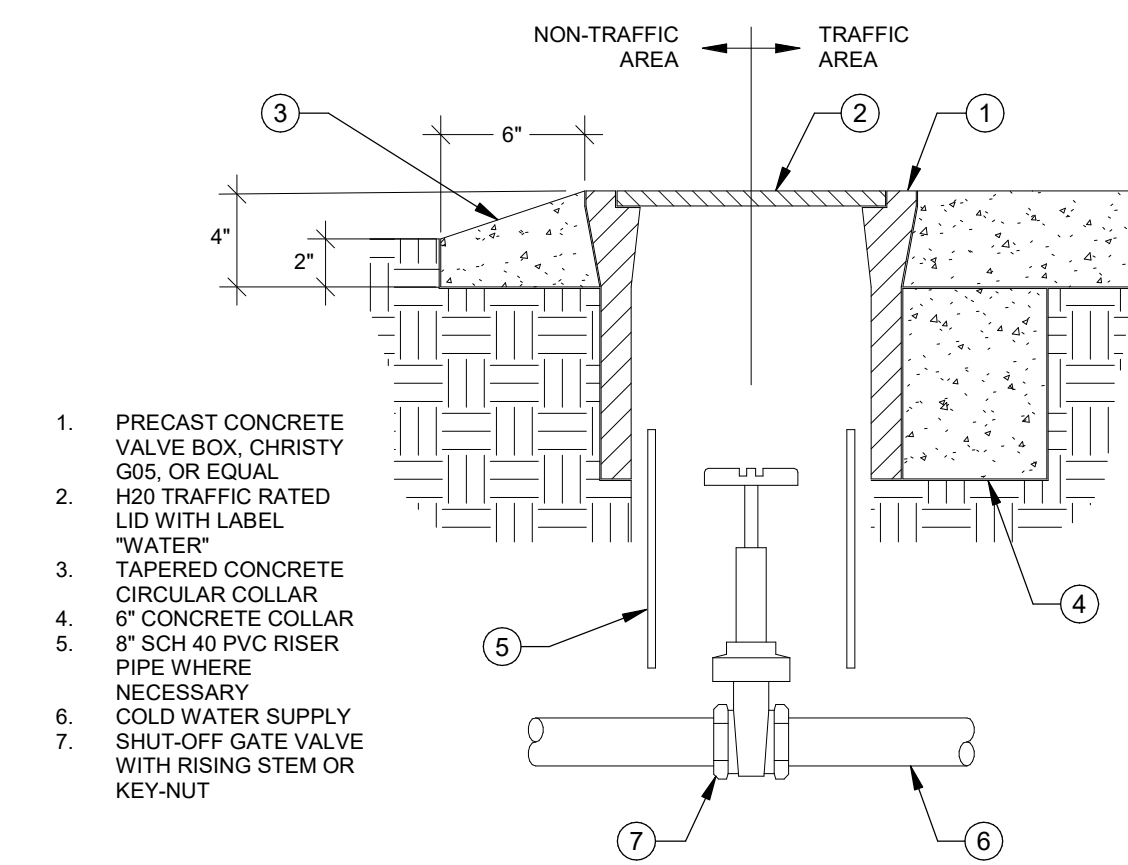 NON-TRAFFIC
AREA
TRAFFIC
AREA
3
2
1
6"
4"
2"
1. PRECAST CONCRETE
VALVE BOX, CHRISTY
G05, OR EQUAL
2. H20 TRAFFIC RATED
LID WITH LABEL
"WATER"
3. TAPERED CONCRETE
CIRCULAR COLLAR
4. 6" CONCRETE COLLAR
5. 8" SCH 40 PVC RISER
PIPE WHERE
NECESSARY
6. COLD WATER SUPPLY
7. SHUT-OFF GATE VALVE
WITH RISING STEM OR
KEY-NUT
4
5
7
6